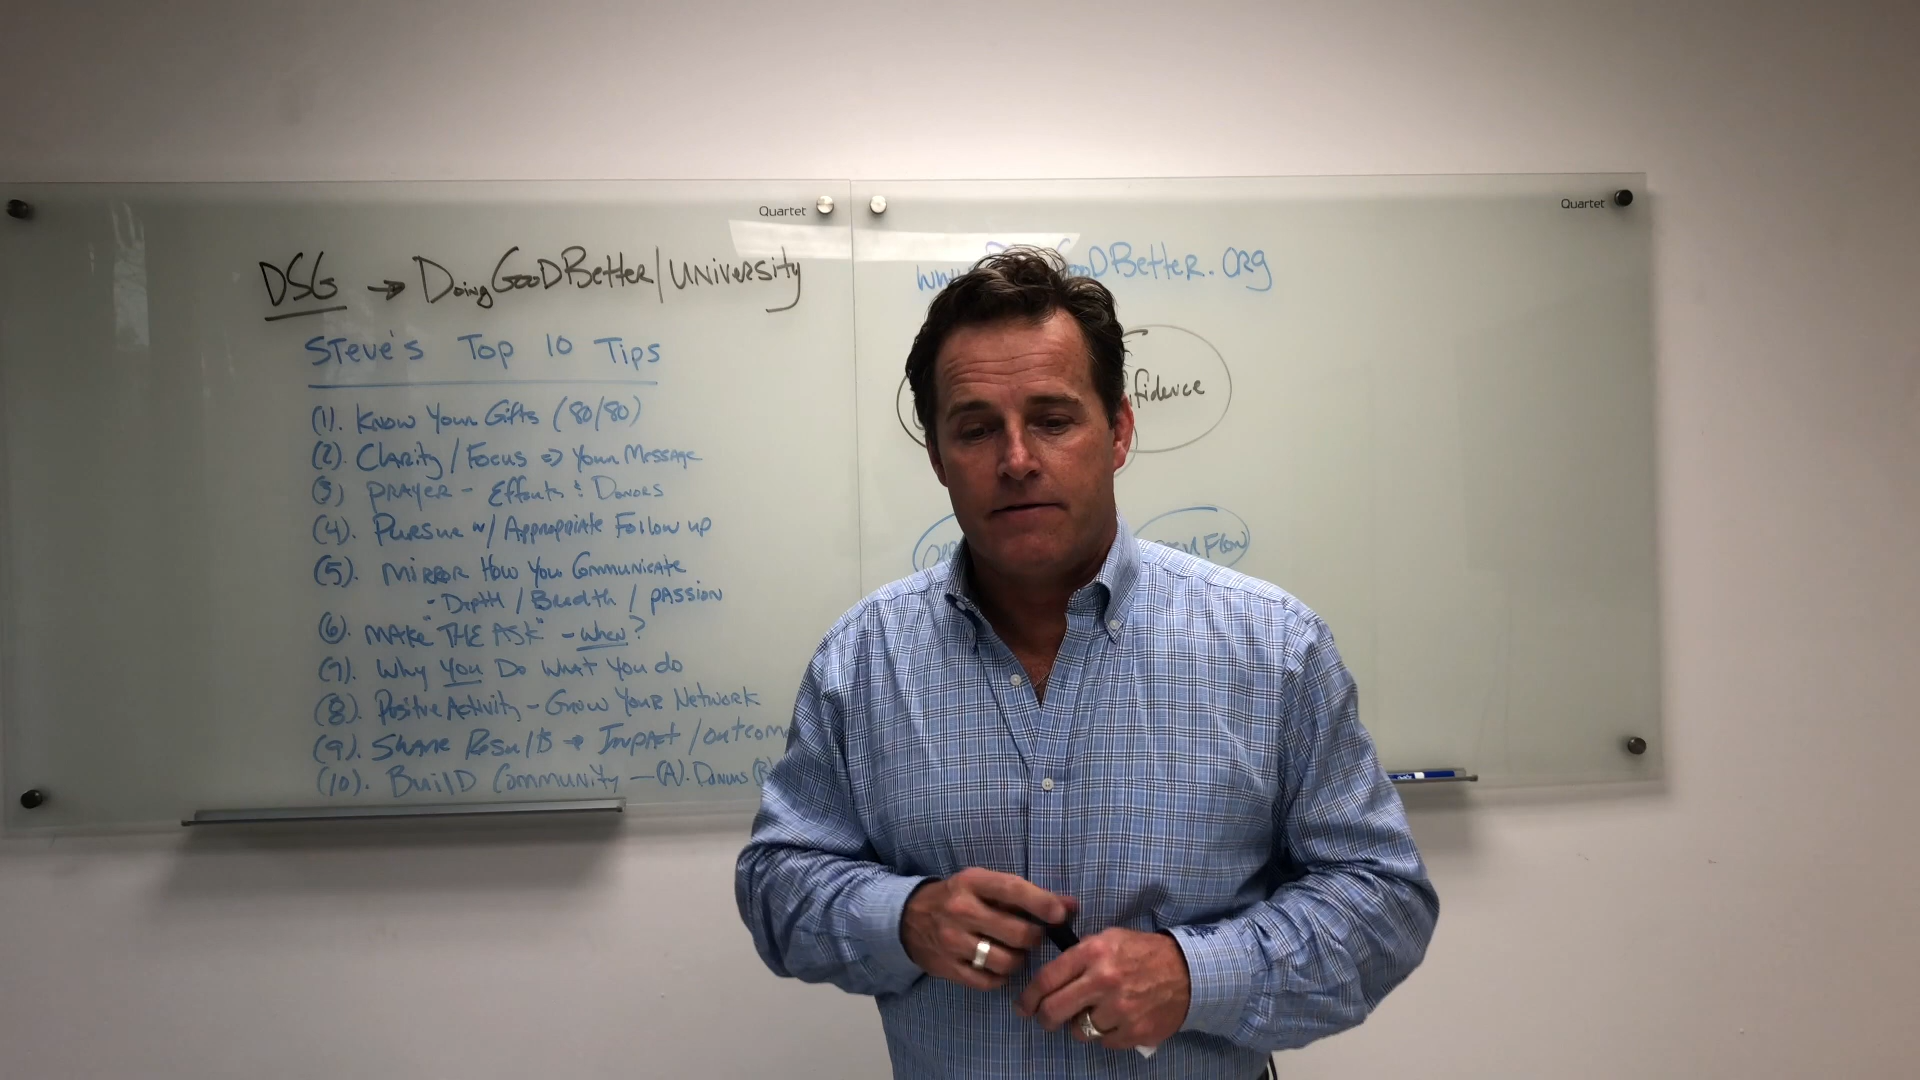 Quartet
Quartet
DSG → DoingGooDBetter/University
Steve's Top 10 Tips
(1). Know Your Gifts (80/80)
(2). Clarity / Focus => Your Message
(3) Prayer - Efforts & Donors
(4). Pursue w/ Appropriate Follow up
(5). Mirror How You Communicate
- Depth / Breadth / passion
(6). Make "THE ASK" - when?
(7). Why You Do What You do
(8). Positive Activity - Grow Your Network
(9). Share Results → Impact / outcom
(10). BuilD Community - (A). Donors (B)
GooDBetter.org
fidence
Flow